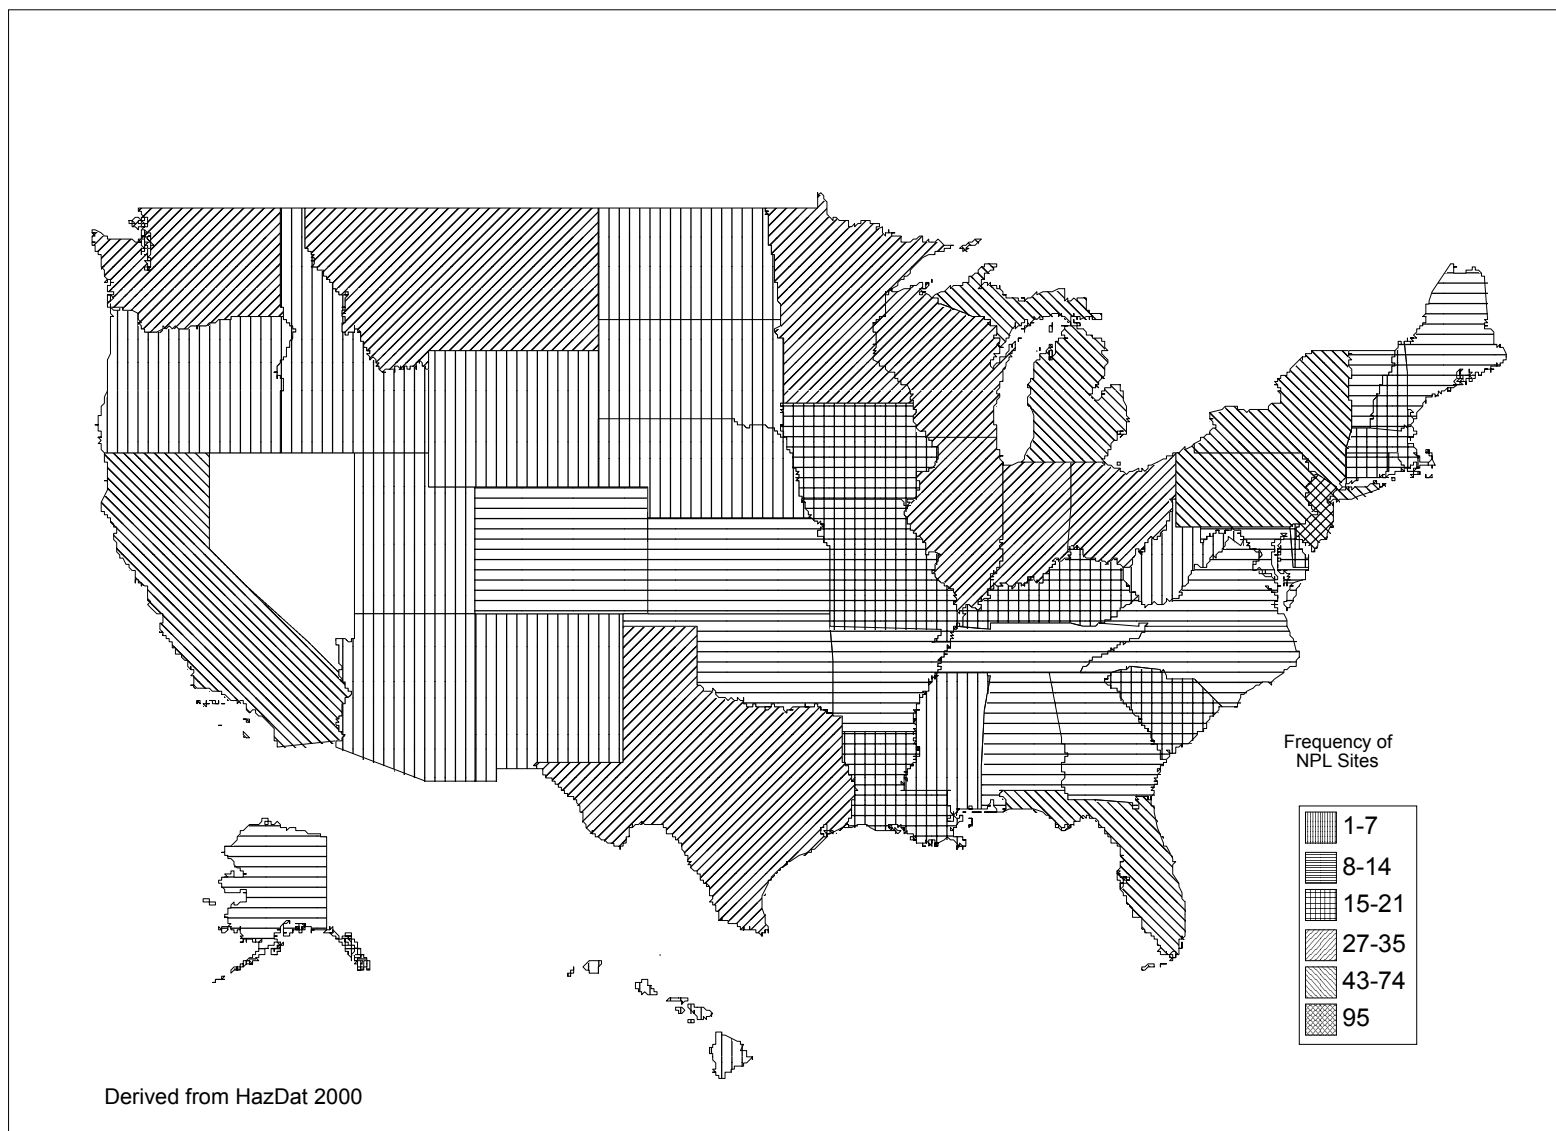 Frequency of
NPL Sites
1-7
8-14
15-21
27-35
43-74
95
Derived from HazDat 2000